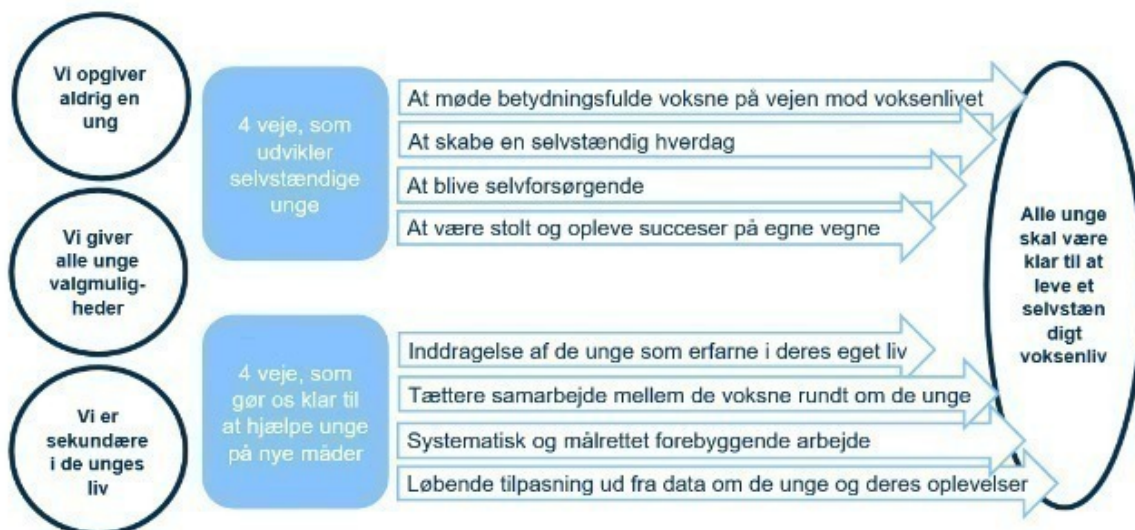 Vi opgiver
aldrig en
ung
Vi giver
alle unge
valgmulig-
heder
Vi er
sekundære
i de unges
liv
4 veje, som
udvikler
selvstændige
unge
At møde betydningsfulde voksne på vejen mod voksenlivet
At skabe en selvstændig hverdag
At blive selvforsørgende
At være stolt og opleve succeser på egne vegne
4 veje, som
gør os klar til
at hjælpe unge
på nye måder
Inddragelse af de unge som erfarne i deres eget liv
Tættere samarbejde mellem de voksne rundt om de unge
Systematisk og målrettet forebyggende arbejde
Løbende tilpasning ud fra data om de unge og deres oplevelser
Alle unge
skal være
klar til at
leve et
selvstæn
digt
voksenliv